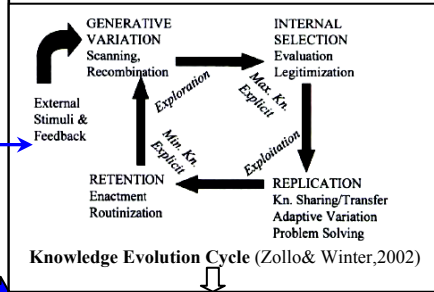 GENERATIVE
VARIATION
Scanning,
Recombination
INTERNAL
SELECTION
Evaluation
Legitimization
External
Stimuli &
Feedback
Exploration
Max. Kn.
Explicit
Min. Kn.
Explicit
Exploitation
RETENTION
Enactment
Routinization
REPLICATION
Kn. Sharing/Transfer
Adaptive Variation
Problem Solving
Knowledge Evolution Cycle (Zollo& Winter,2002)